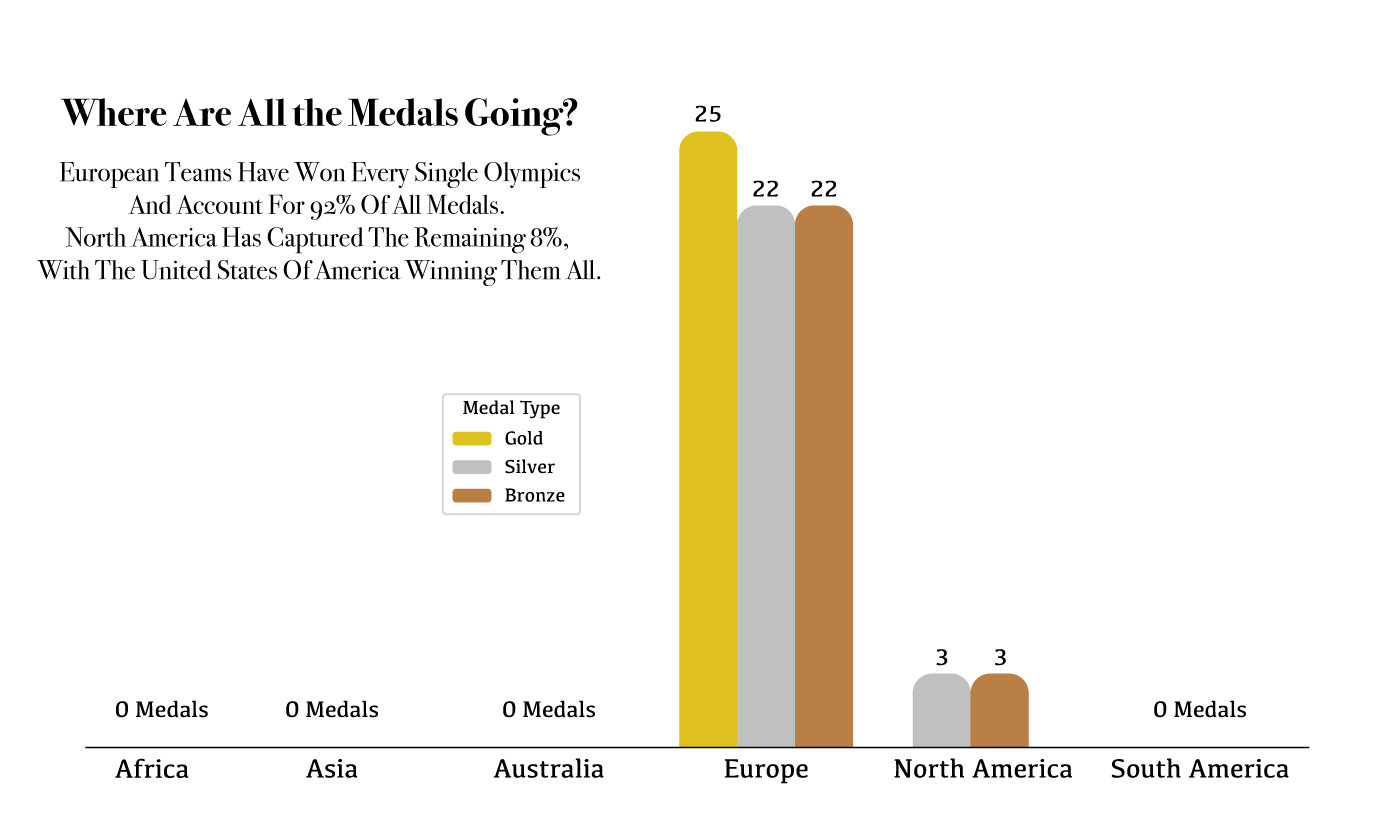 Where Are All the Medals Going?
European Teams Have Won Every Single Olympics
And Account For 92% Of All Medals.
North America Has Captured The Remaining 8%,
With The United States Of America Winning Them All.
25
22 22
Medal Type
Gold
Silver
Bronze
3 3
0 Medals 0 Medals 0 Medals 0 Medals
Africa Asia Australia Europe North America South America